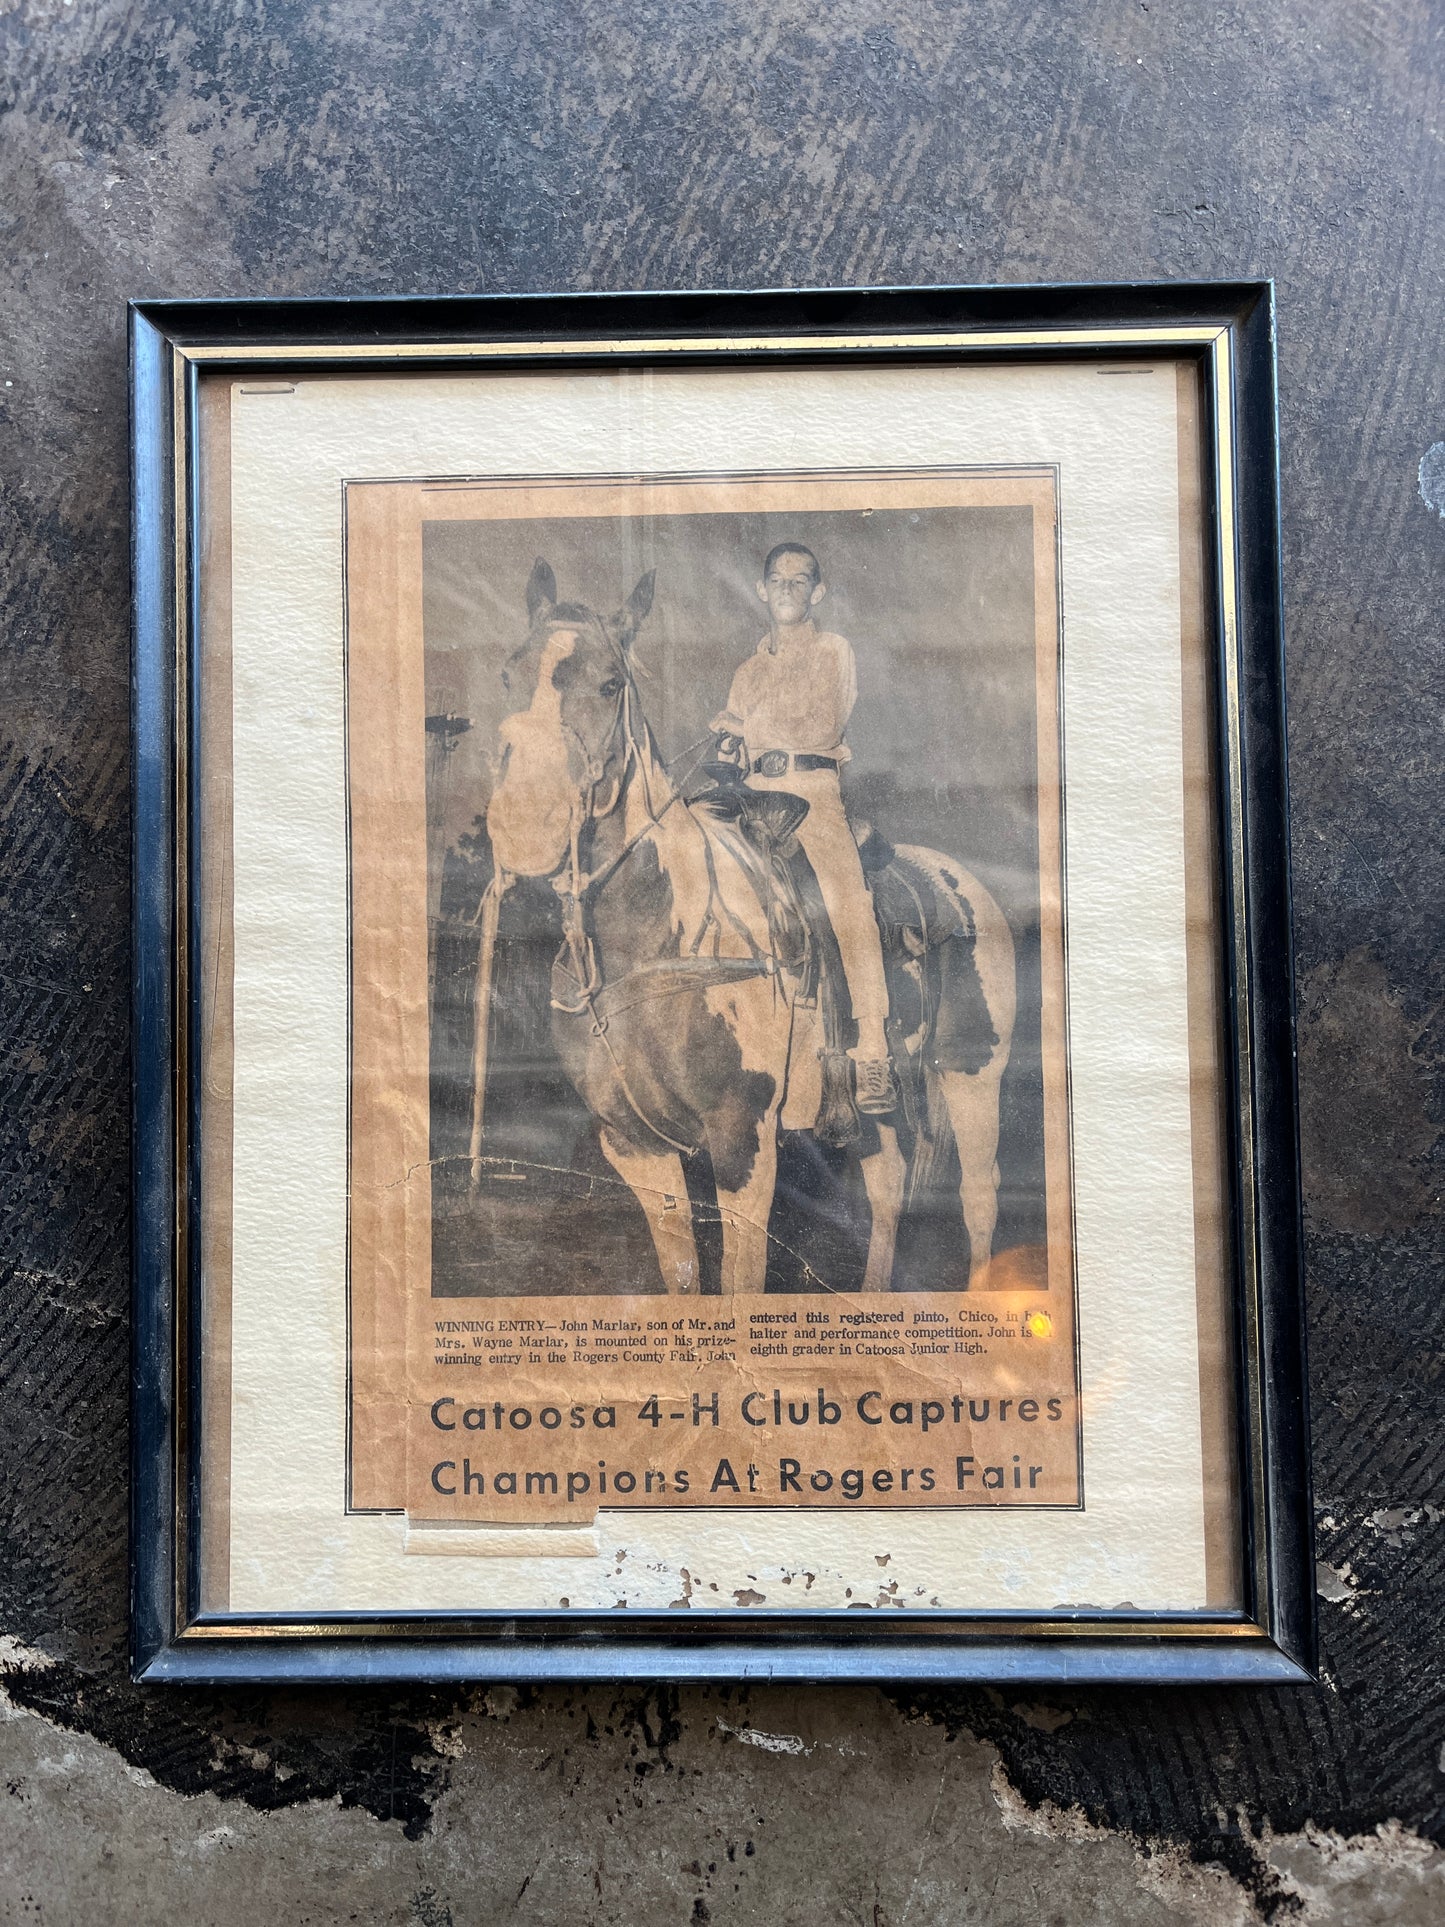 WINNING ENTRY—John Marlar, son of Mr. and
Mrs. Wayne Marlar, is mounted on his prize-
winning entry in the Rogers County Fair. John
entered this registered pinto, Chico, in both
halter and performance competition. John is
eighth grader in Catoosa Junior High.
Catoosa 4-H Club Captures
Champions At Rogers Fair